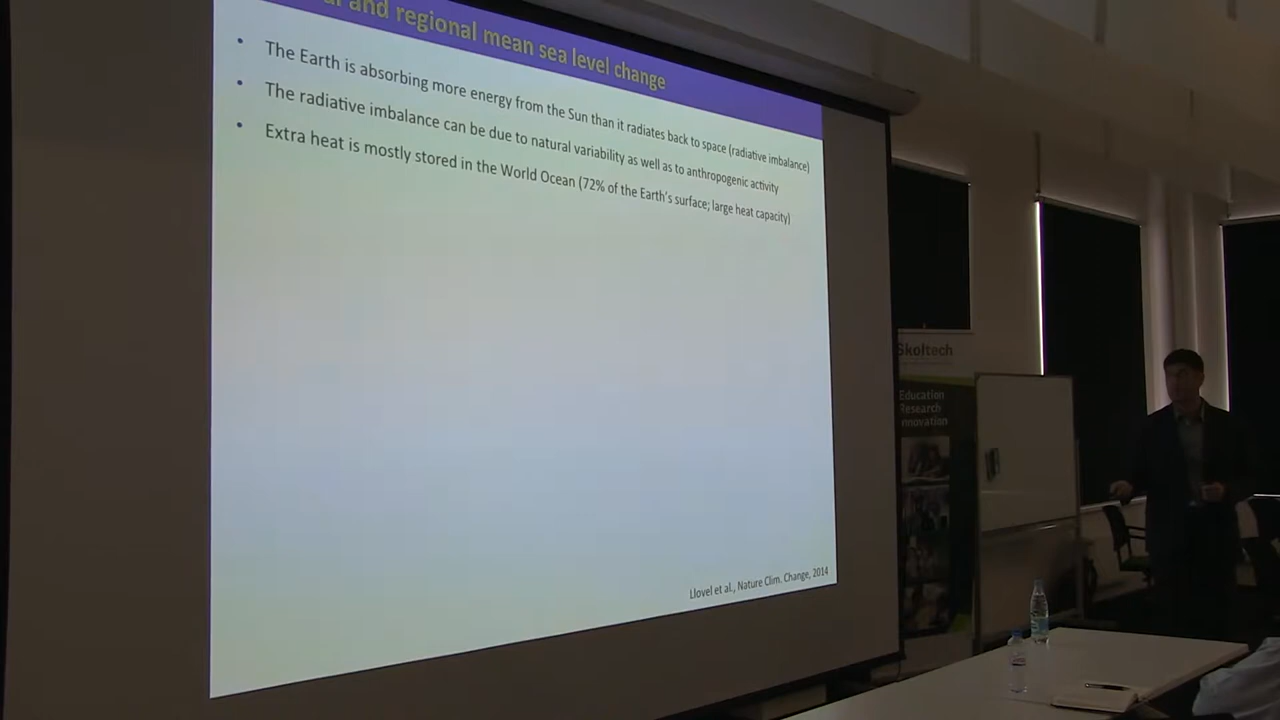 and regional mean sea level change
• The Earth is absorbing more energy from the Sun than it radiates back to space (radiative imbalance)
• The radiative imbalance can be due to natural variability as well as to anthropogenic activity
• Extra heat is mostly stored in the World Ocean (72% of the Earth's surface; large heat capacity)
Llovel et al., Nature Clim. Change, 2014
Skoltech
Education
Research
Innovation